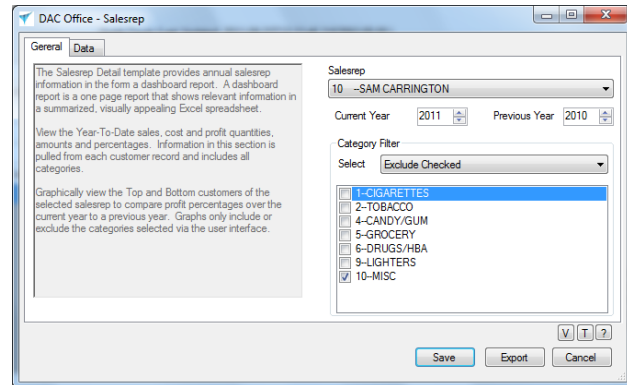 DAC Office - Salesrep
General Data
The Salesrep Detail template provides annual salesrep
information in the form a dashboard report. A dashboard
report is a one page report that shows relevant information in
a summarized, visually appealing Excel spreadsheet.
View the Year-To-Date sales, cost and profit quantities,
amounts and percentages. Information in this section is
pulled from each customer record and includes all
categories.
Graphically view the Top and Bottom customers of the
selected salesrep to compare profit percentages over the
current year to a previous year. Graphs only include or
exclude the categories selected via the user interface.
Salesrep
10 --SAM CARRINGTON
Current Year 2011 Previous Year 2010
Category Filter
Select Exclude Checked
1--CIGARETTES
2--TOBACCO
4--CANDY/GUM
5--GROCERY
6--DRUGS/HBA
9--LIGHTERS
10--MISC
V T ?
Save Export Cancel